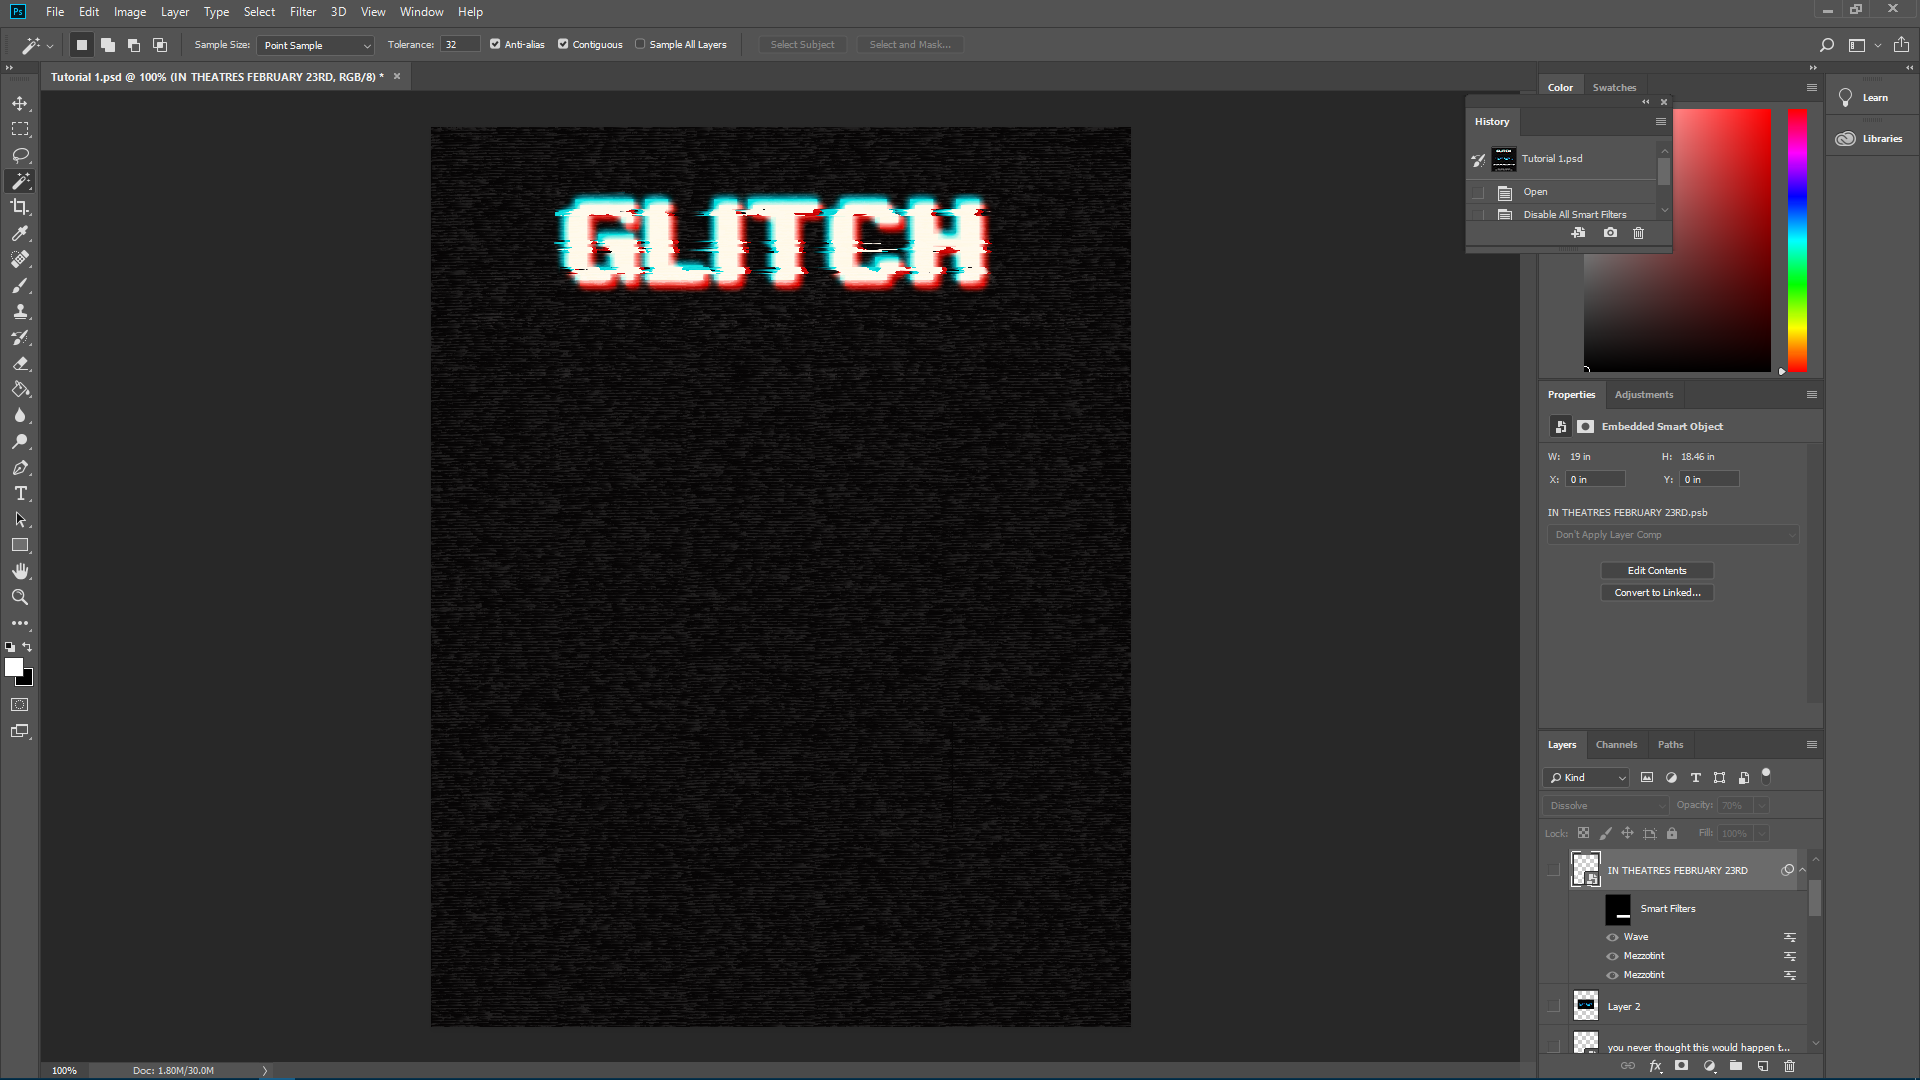 Ps File Edit Image Layer Type Select Filter 3D View Window Help
Sample Size: Point Sample Tolerance: 32 Anti-alias Contiguous Sample All Layers Select Subject Select and Mask...
Tutorial 1.psd @ 100% (IN THEATRES FEBRUARY 23RD, RGB/8) *
GLITCH
Color Swatches
History
Tutorial 1.psd
Open
Disable All Smart Filters
Learn
Libraries
Properties Adjustments
Embedded Smart Object
W: 19 in H: 18.46 in
X: 0 in Y: 0 in
IN THEATRES FEBRUARY 23RD.psb
Don't Apply Layer Comp
Edit Contents
Convert to Linked...
Layers Channels Paths
Kind
Dissolve Opacity: 70%
Lock: Fill: 100%
IN THEATRES FEBRUARY 23RD
Smart Filters
Wave
Mezzotint
Mezzotint
Layer 2
you never thought this would happen t...
100% Doc: 1.80M/30.0M